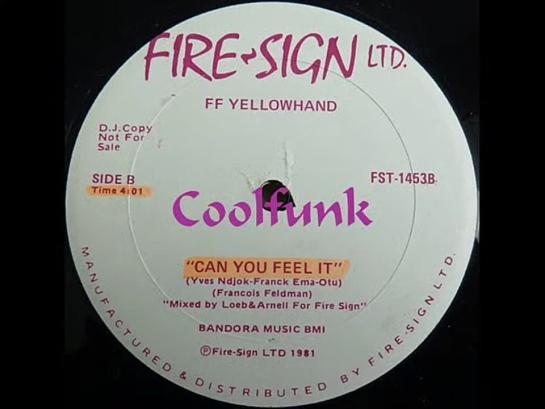 FIRE~SIGN LTD.
FF YELLOWHAND
D.J.Copy
Not For
Sale
SIDE B
Time 4:01
FST-1453B
Coolfunk
"CAN YOU FEEL IT"
(Yves Ndjok-Franck Ema-Otu)
(Francois Feldman)
"Mixed by Loeb&Arnell For Fire Sign"
BANDORA MUSIC BMI
℗Fire-Sign LTD 1981
MANUFACTURED & DISTRIBUTED BY FIRE-SIGN LTD.